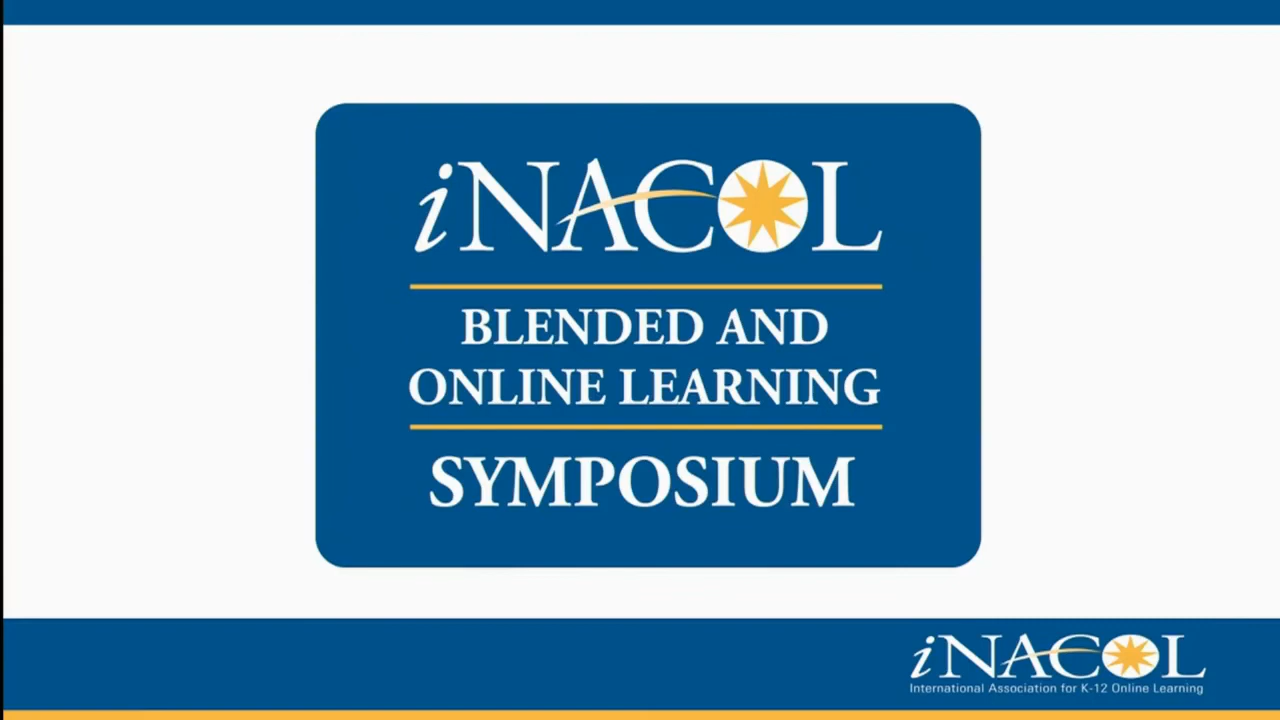 iNACOL
BLENDED AND
ONLINE LEARNING
SYMPOSIUM
iNACOL
International Association for K-12 Online Learning